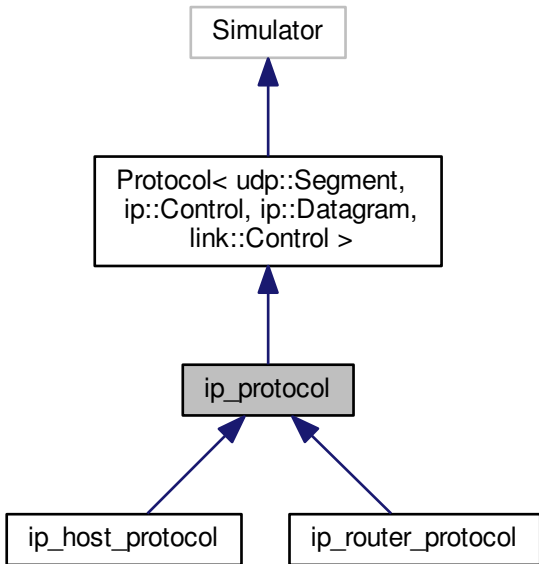 Simulator
Protocol< udp::Segment,
ip::Control, ip::Datagram,
link::Control >
ip_protocol
ip_host_protocol
ip_router_protocol